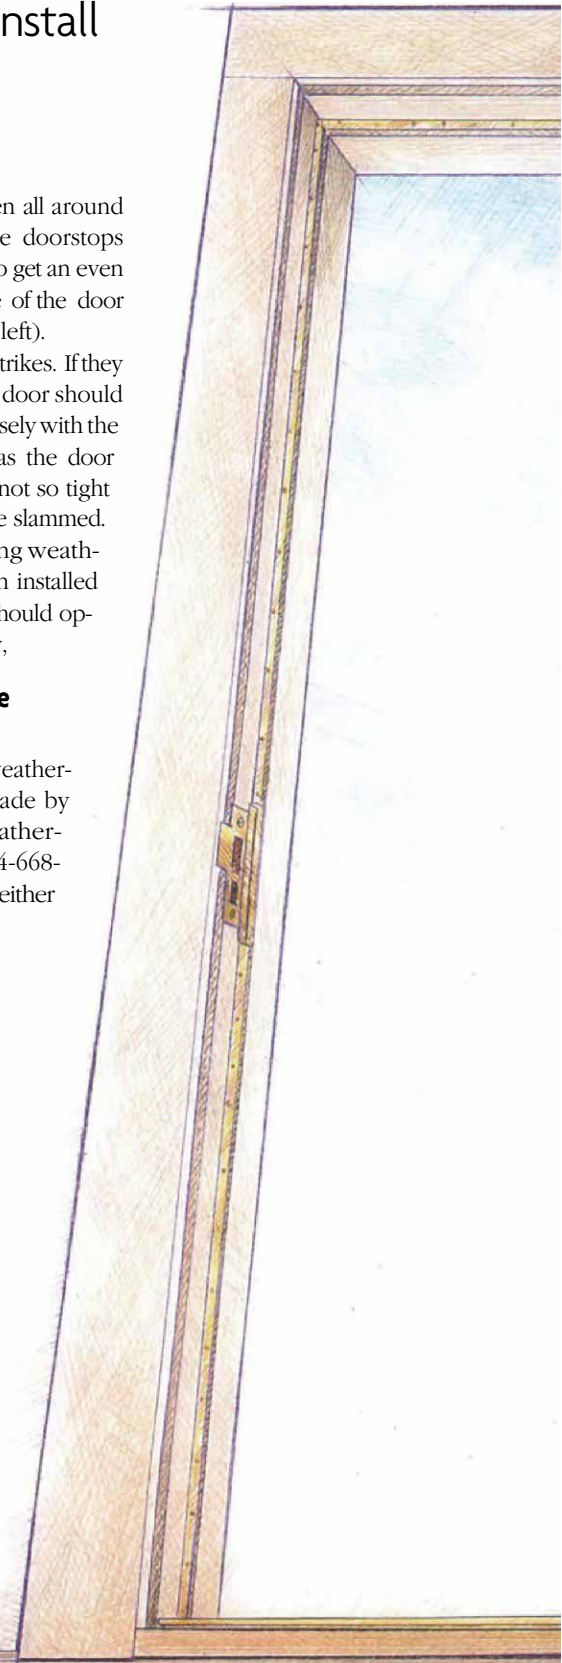 nstall
en all around
e doorstops
o get an even
e of the door
left).
trikes. If they
door should
sely with the
as the door
not so tight
e slammed.
ng weath-
n installed
hould op-
y,
e
veather-
ade by
ather-
4-668-
either